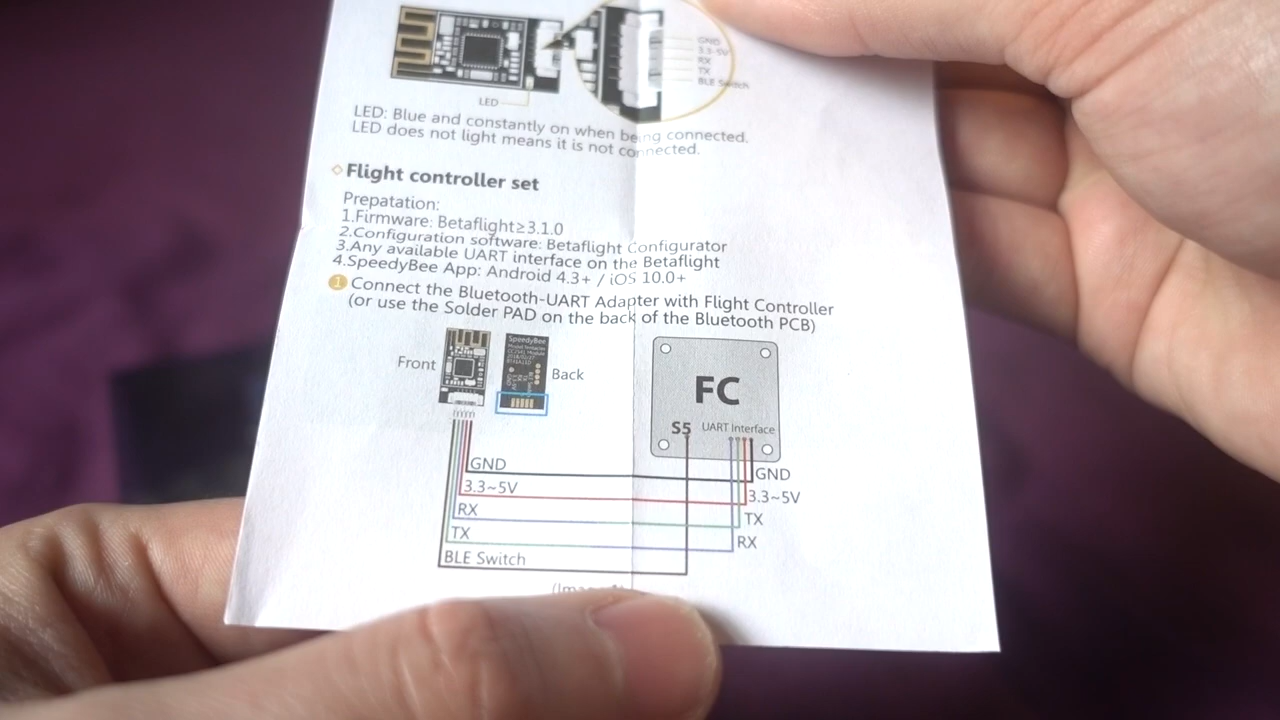 GND
3.3-5V
RX
TX
BLE Switch
LED
LED: Blue and constantly on when being connected.
LED does not light means it is not connected.
Flight controller set
Prepatation:
1.Firmware: Betaflight≥3.1.0
2.Configuration software: Betaflight Configurator
3.Any available UART interface on the Betaflight
4.SpeedyBee App: Android 4.3+ / iOS 10.0+
1 Connect the Bluetooth-UART Adapter with Flight Controller
(or use the Solder PAD on the back of the Bluetooth PCB)
Front
SpeedyBee
Back
FC
S5 UART Interface
GND
GND
3.3~5V
3.3~5V
RX
TX
TX
RX
BLE Switch